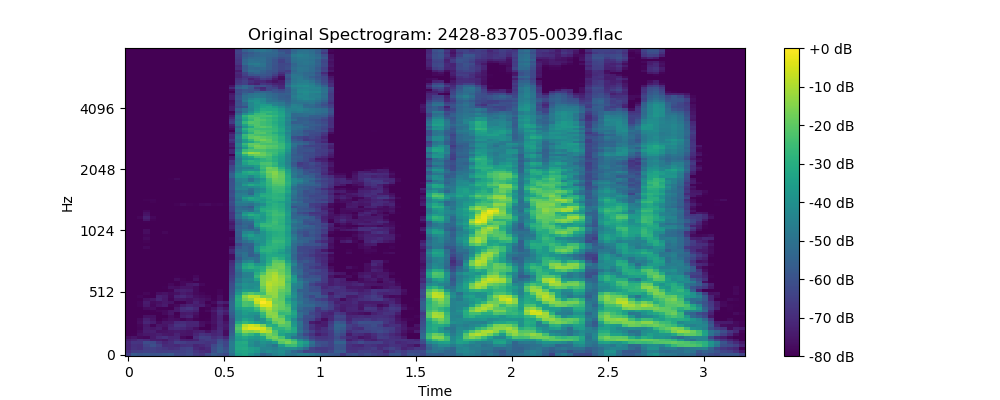 Original Spectrogram: 2428-83705-0039.flac
Hz
4096
2048
1024
512
0
0
0.5
1
1.5
2
2.5
3
Time
+0 dB
-10 dB
-20 dB
-30 dB
-40 dB
-50 dB
-60 dB
-70 dB
-80 dB